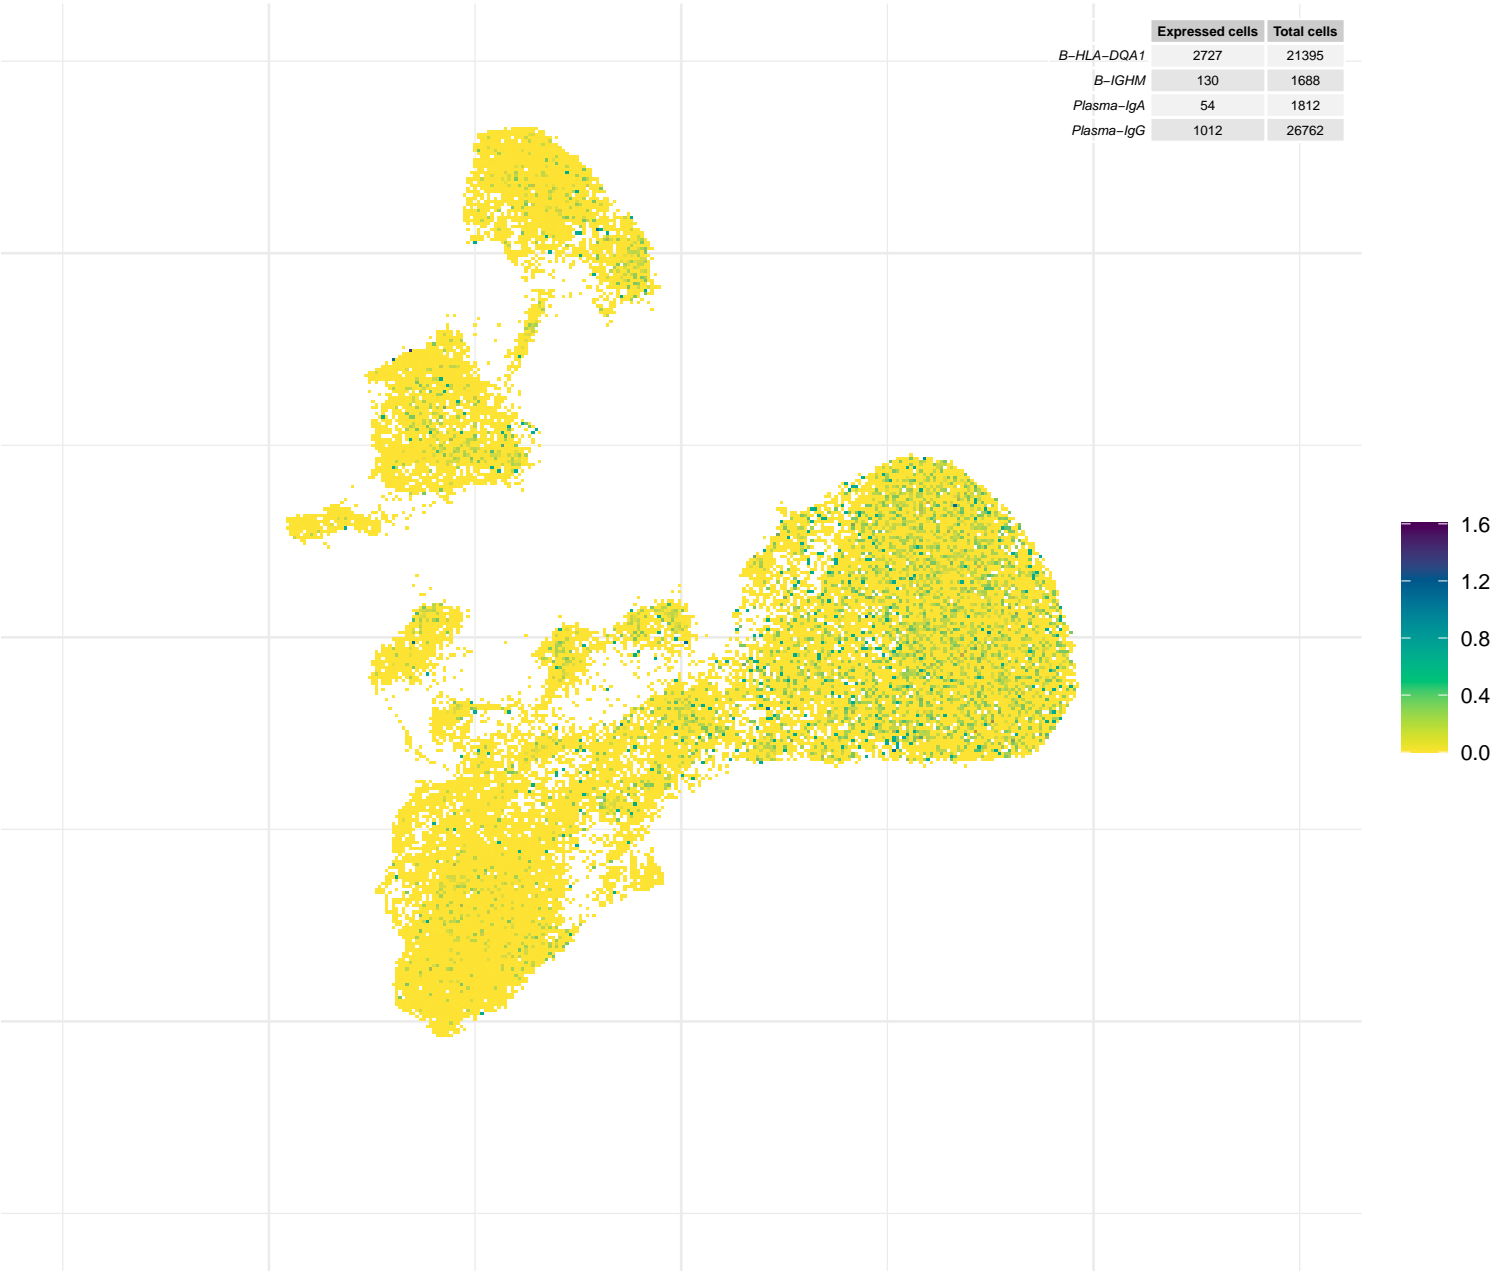 Expressed cells Total cells
B−HLA−DQA1 2727 21395
B−IGHM 130 1688
Plasma−IgA 54 1812
Plasma−IgG 1012 26762
1.6
1.2
0.8
0.4
0.0